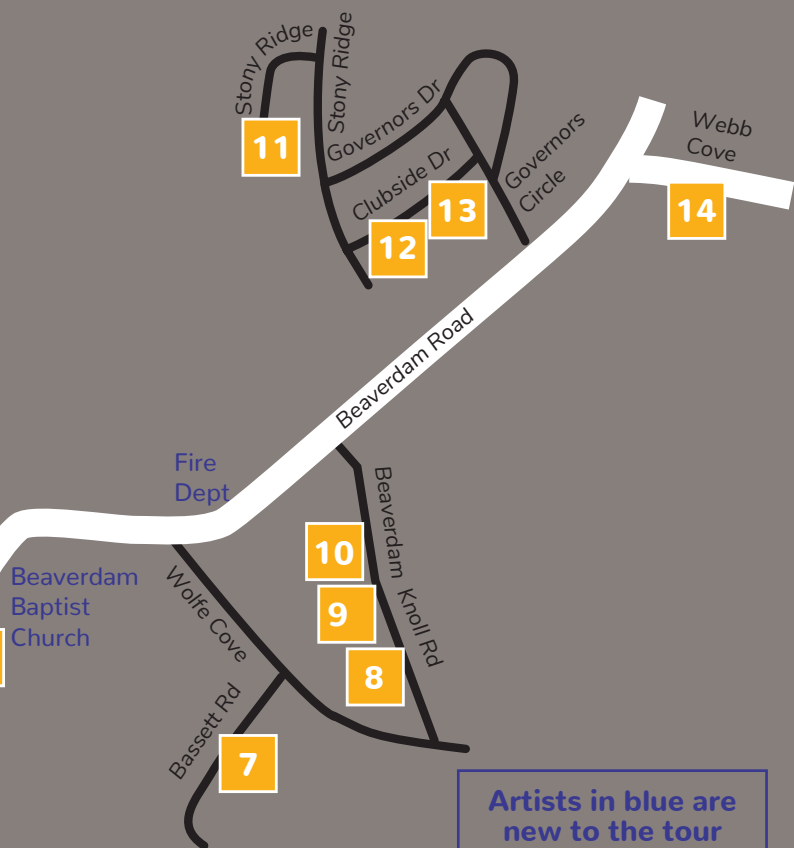 Stony Ridge
Stony Ridge
11
Governors Dr
Clubside Dr
Governors
Circle
13
12
Webb
Cove
14
Beaverdam Road
Fire
Dept
Beaverdam
Baptist
Church
Wolfe Cove
Beaverdam Knoll Rd
10
9
8
Bassett Rd
7
Artists in blue are
new to the tour